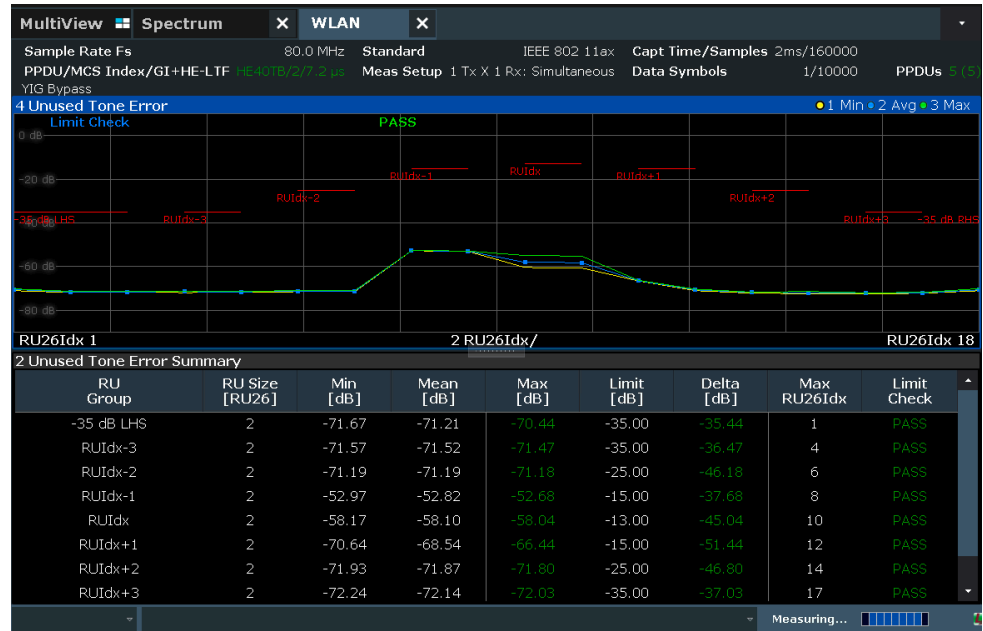 MultiView Spectrum WLAN
Sample Rate Fs 80.0 MHz Standard IEEE 802 11ax Capt Time/Samples 2ms/160000
PPDU/MCS Index/GI+HE-LTF HE40TB/2/7.2 µs Meas Setup 1 Tx X 1 Rx: Simultaneous Data Symbols 1/10000 PPDUs 5 (5)
YIG Bypass
4 Unused Tone Error 1 Min 2 Avg 3 Max
Limit Check PASS
0 dB
RUIdx-1 RUIdx RUIdx+1
-20 dB
RUIdx-2 RUIdx+2
-35 dB LHS RUIdx-3 RUIdx+3 -35 dB RHS
-40 dB
-60 dB
-80 dB
RU26Idx 1 2 RU26Idx/ RU26Idx 18
2 Unused Tone Error Summary
RU Group RU Size [RU26] Min [dB] Mean [dB] Max [dB] Limit [dB] Delta [dB] Max RU26Idx Limit Check
-35 dB LHS 2 -71.67 -71.21 -70.44 -35.00 -35.44 1 PASS
RUIdx-3 2 -71.57 -71.52 -71.47 -35.00 -36.47 4 PASS
RUIdx-2 2 -71.19 -71.19 -71.18 -25.00 -46.18 6 PASS
RUIdx-1 2 -52.97 -52.82 -52.68 -15.00 -37.68 8 PASS
RUIdx 2 -58.17 -58.10 -58.04 -13.00 -45.04 10 PASS
RUIdx+1 2 -70.64 -68.54 -66.44 -15.00 -51.44 12 PASS
RUIdx+2 2 -71.93 -71.87 -71.80 -25.00 -46.80 14 PASS
RUIdx+3 2 -72.24 -72.14 -72.03 -35.00 -37.03 17 PASS
Measuring...